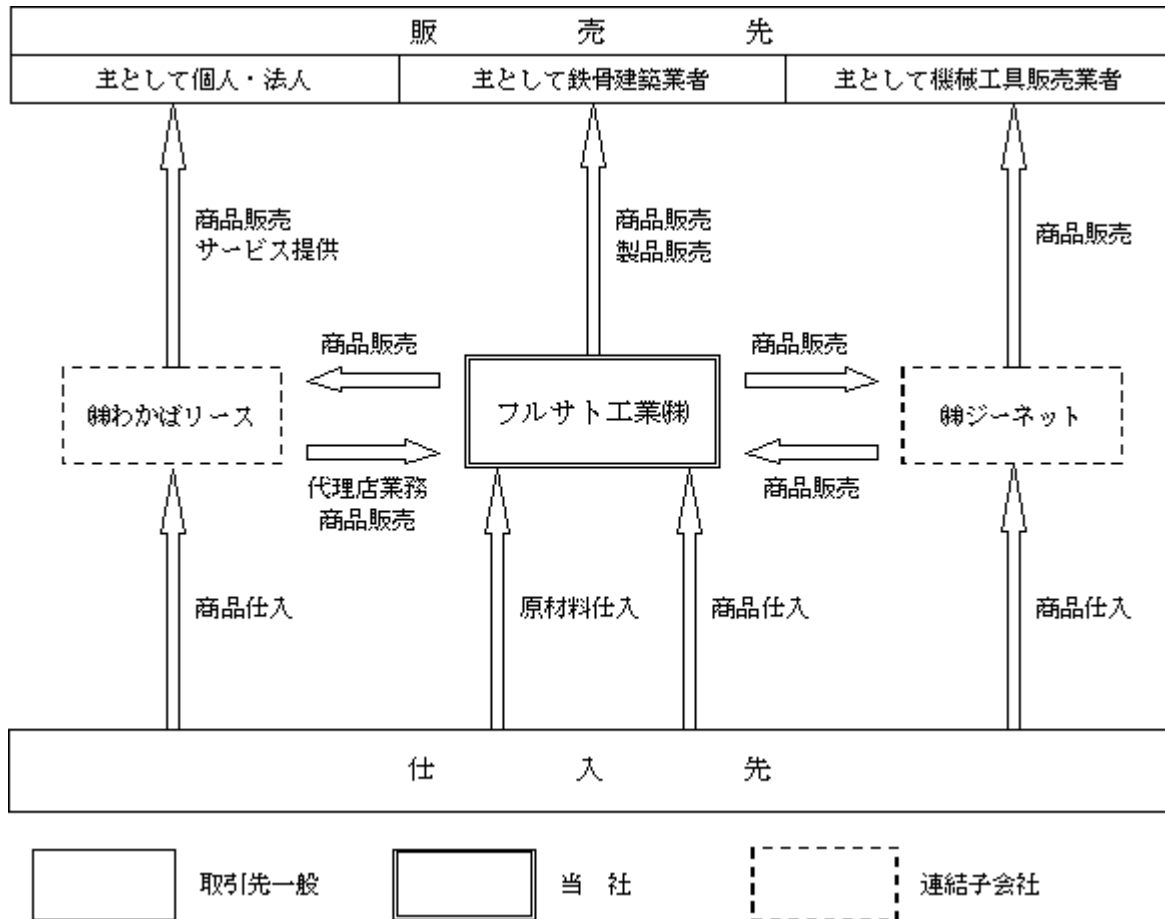 販売先
主として個人・法人
主として鉄骨建築業者
主として機械工具販売業者
商品販売
サービス提供
商品販売
製品販売
商品販売
商品販売
商品販売
㈱わかばリース
フルサト工業㈱
㈱ジーネット
代理店業務
商品販売
商品販売
商品仕入
原材料仕入
商品仕入
商品仕入
仕入先
取引先一般
当社
連結子会社